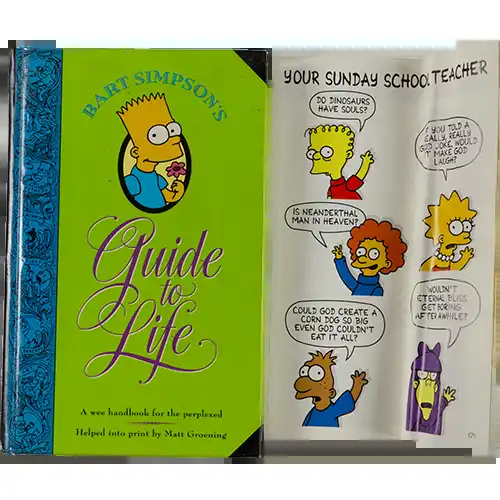 BART SIMPSON'S
Guide
to
Life
A wee handbook for the perplexed
Helped into print by Matt Groening
YOUR SUNDAY SCHOOL TEACHER
DO DINOSAURS
HAVE SOULS?
YOU TOLD A
REALLY, REALLY
JOKE, WOULD
IT MAKE GOD
LAUGH?
IS NEANDERTHAL
MAN IN HEAVEN?
COULD GOD CREATE A
CORN DOG SO BIG
EVEN GOD COULDN'T
EAT IT ALL?
WOULDN'T
ETERNAL BLISS
GET BORING
AFTER AWHILE?